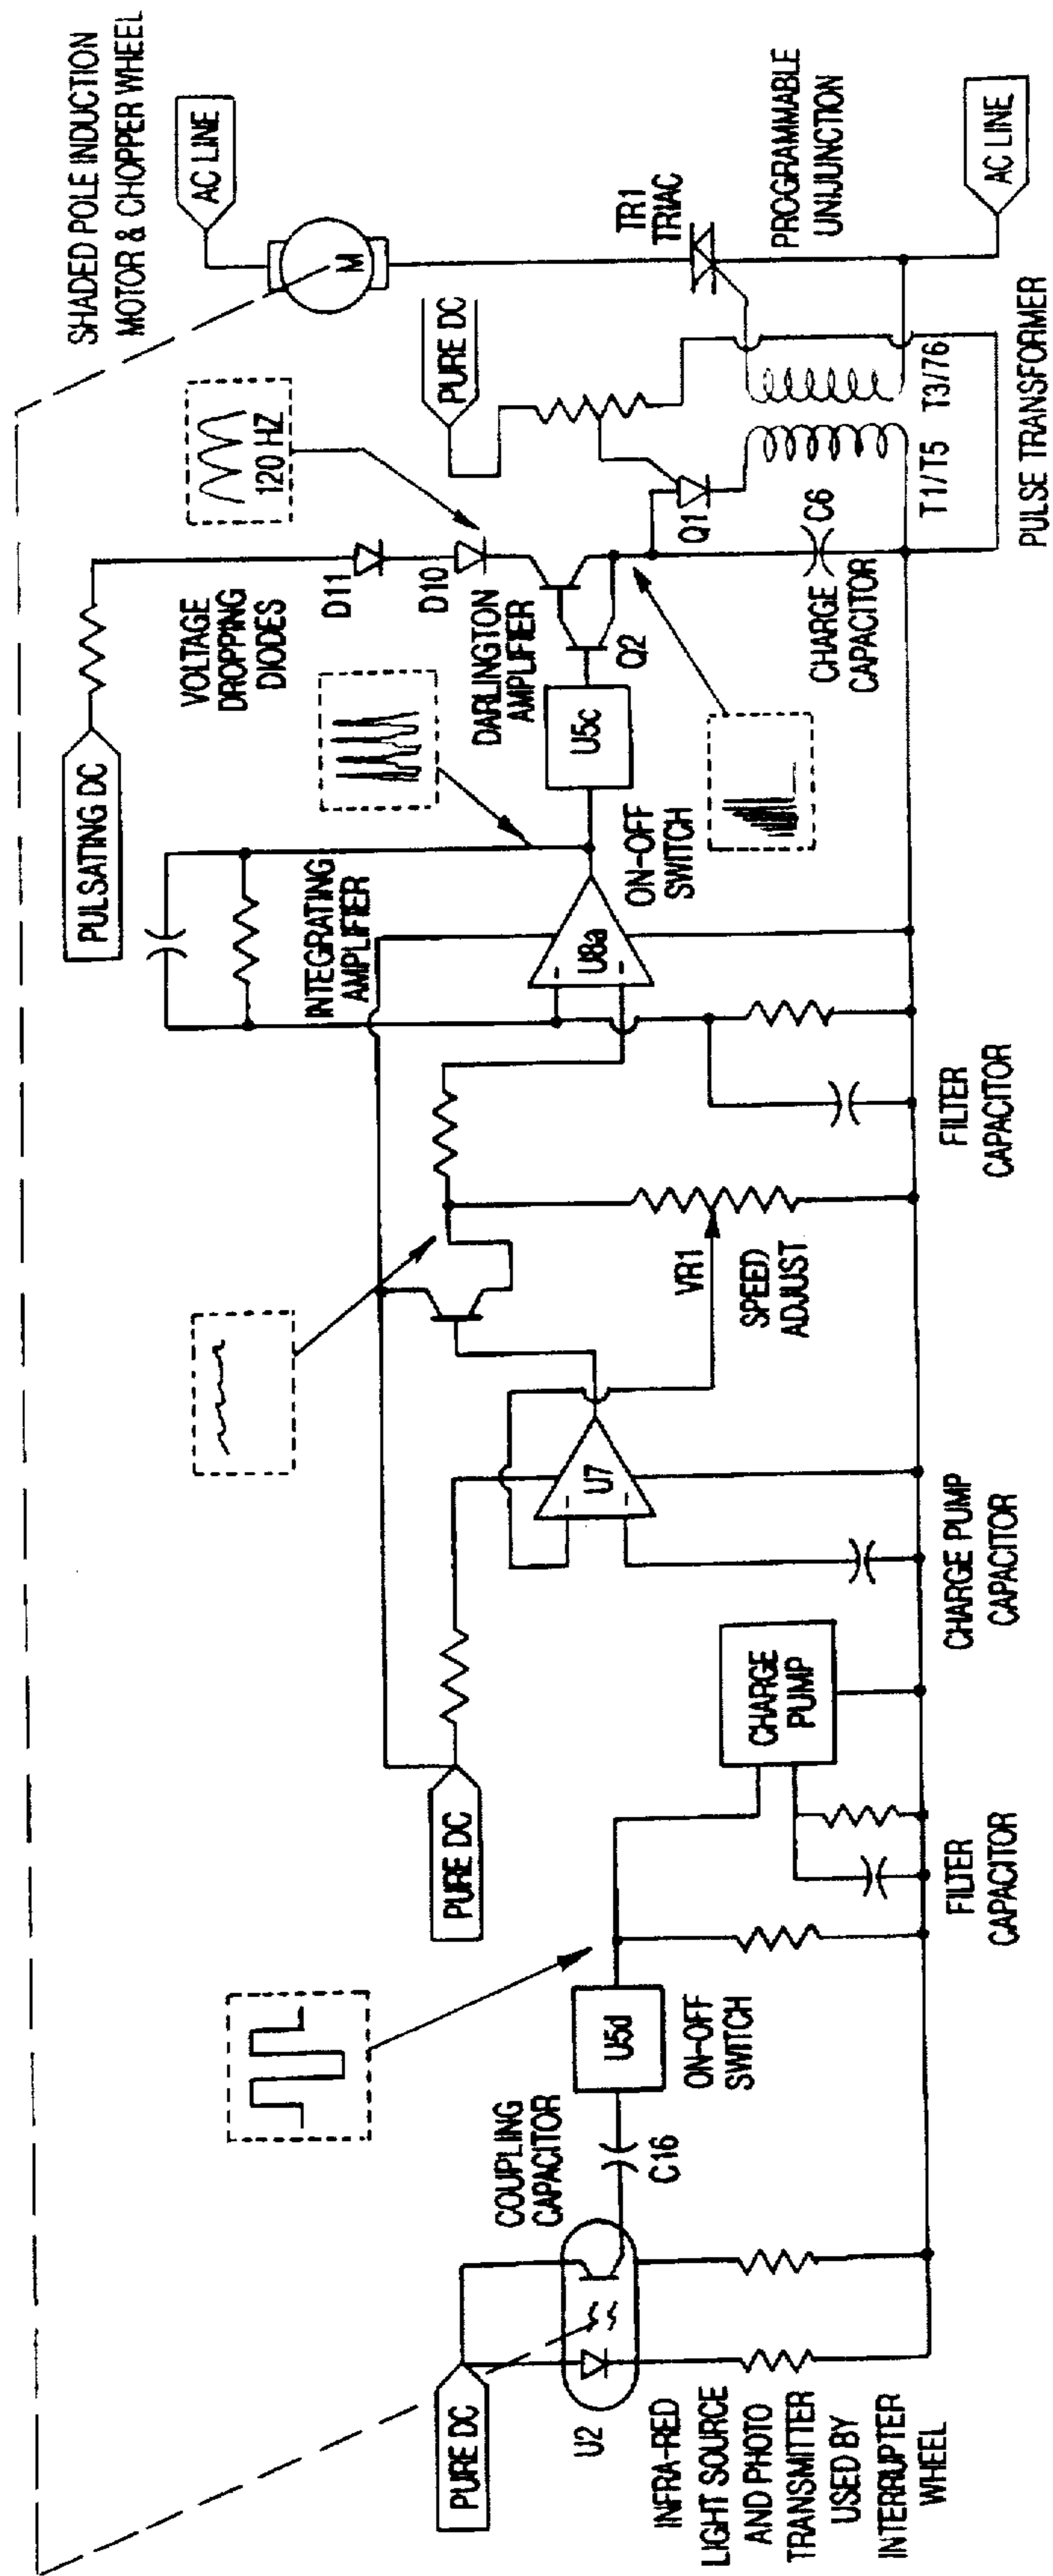 SHADED POLE INDUCTION
MOTOR & CHOPPER WHEEL
AC LINE
M
TR1
TRIAC
PROGRAMMABLE
UNIJUNCTION
AC LINE
PURE DC
120 HZ
Q1
T1/T5 T3/76
PULSE TRANSFORMER
PULSATING DC
VOLTAGE
DROPPING
DIODES
D11
D10
DARLINGTON
AMPLIFIER
Q2
CHARGE
CAPACITOR
C6
U5c
ON-OFF
SWITCH
INTEGRATING
AMPLIFIER
U8a
FILTER
CAPACITOR
VR1
SPEED
ADJUST
U7
CHARGE PUMP
CAPACITOR
PURE DC
CHARGE
PUMP
FILTER
CAPACITOR
U5d
ON-OFF
SWITCH
COUPLING
CAPACITOR
C16
PURE DC
U2
INFRA-RED
LIGHT SOURCE
AND PHOTO
TRANSMITTER
USED BY
INTERRUPTER
WHEEL